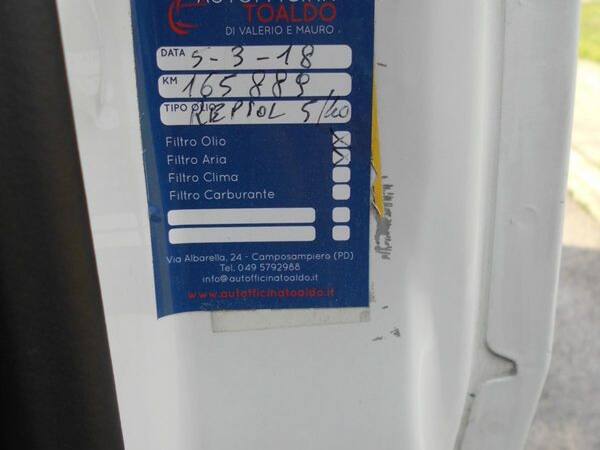 AUTOFFICINA
TOALDO
DI VALERIO E MAURO
DATA 5-3-18
KM 165889
TIPO OLIO REPSOL 5/40
Filtro Olio X
Filtro Aria X
Filtro Clima
Filtro Carburante
Via Albarella, 24 - Camposampiero (PD)
Tel. 049 5792988
info@autofficinatoaldo.it
www.autofficinatoaldo.it